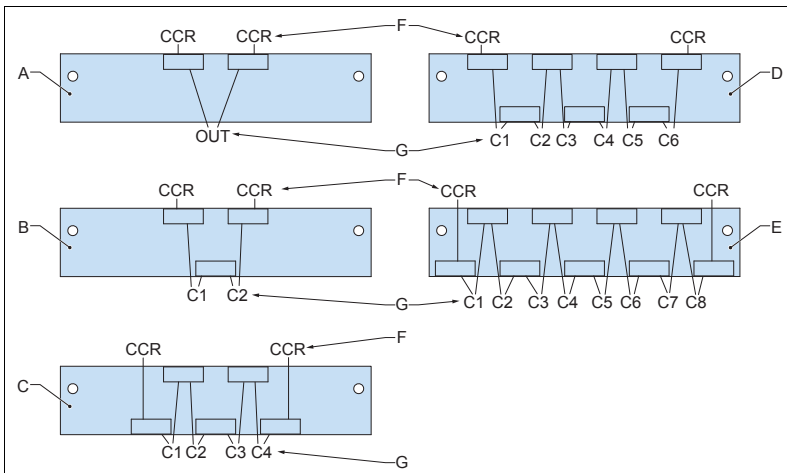 CCR CCR F CCR CCR
A D
OUT C1 C2 C3 C4 C5 C6
G
CCR CCR F CCR CCR
B E
C1 C2 G C1 C2 C3 C4 C5 C6 C7 C8
CCR CCR F
C
C1 C2 C3 C4
G